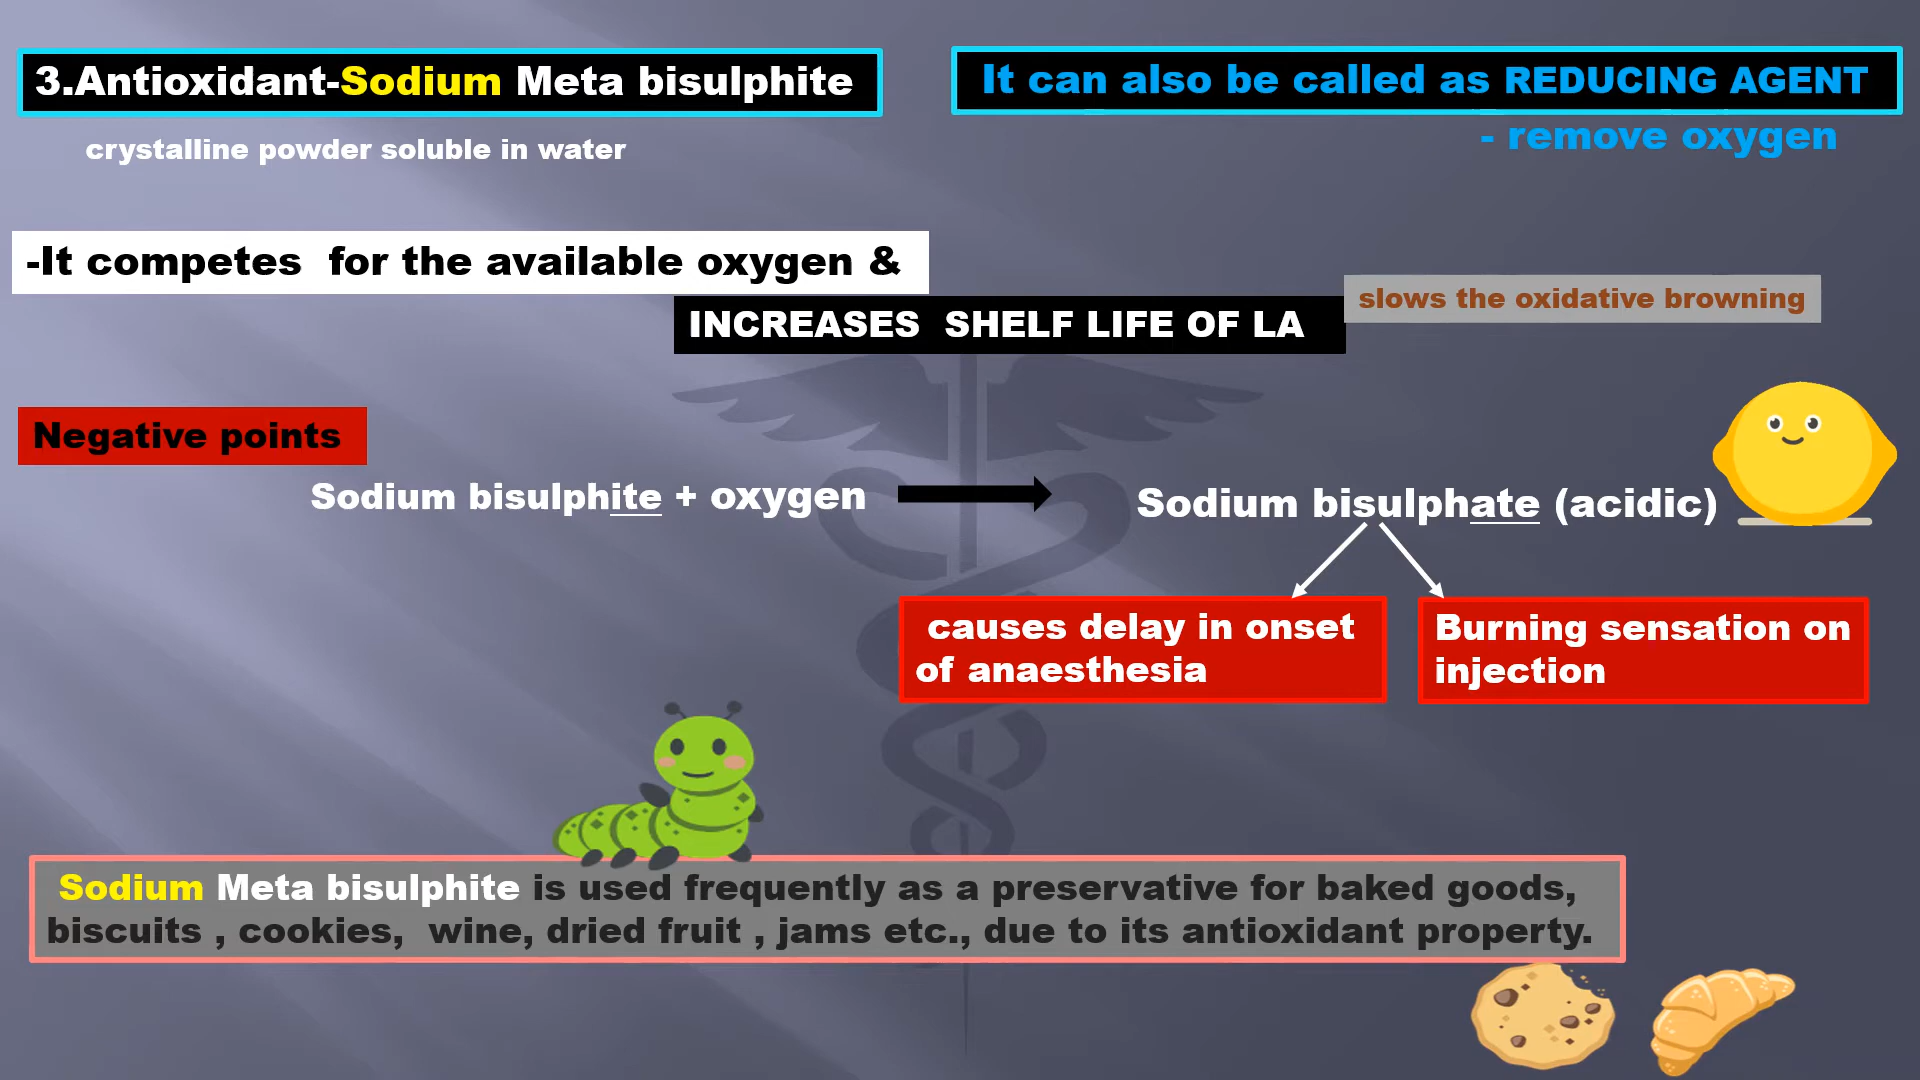 3.Antioxidant-Sodium Meta bisulphite
It can also be called as REDUCING AGENT
- remove oxygen
crystalline powder soluble in water
-It competes  for the available oxygen &
INCREASES  SHELF LIFE OF LA
slows the oxidative browning
Negative points
Sodium bisulphite + oxygen
Sodium bisulphate (acidic)
causes delay in onset
of anaesthesia
Burning sensation on
injection
Sodium Meta bisulphite is used frequently as a preservative for baked goods,
biscuits , cookies,  wine, dried fruit , jams etc., due to its antioxidant property.